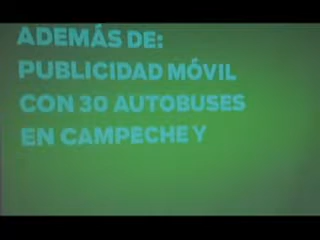 ADEMÁS DE:
PUBLICIDAD MÓVIL
CON 30 AUTOBUSES
EN CAMPECHE Y